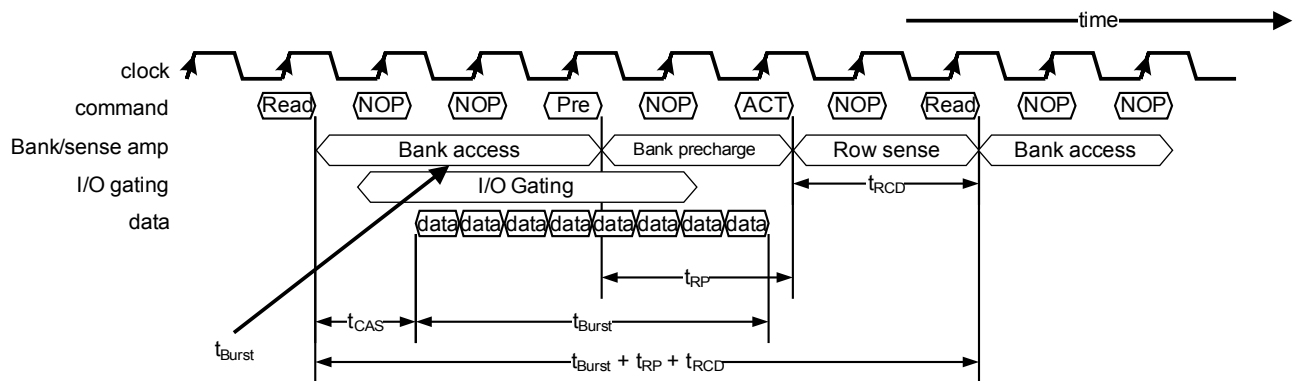 time
clock
command Read NOP NOP Pre NOP ACT NOP Read NOP NOP
Bank/sense amp Bank access Bank precharge Row sense Bank access
I/O gating I/O Gating tRCD
data data data data data data data data data
tRP
tCAS tBurst
tBurst
tBurst + tRP + tRCD